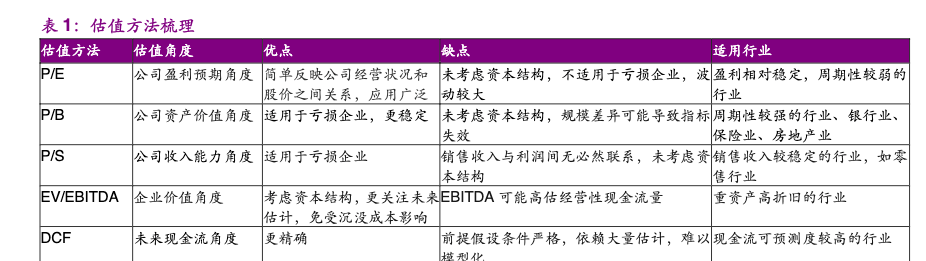 表 1：估值方法梳理
估值方法 估值角度 优点 缺点 适用行业
P/E 公司盈利预期角度 简单反映公司经营状况和 未考虑资本结构，不适用于亏损企业，波 盈利相对稳定，周期性较弱的
股价之间关系，应用广泛 动较大 行业
P/B 公司资产价值角度 适用于亏损企业，更稳定 未考虑资本结构，规模差异可能导致指标 周期性较强的行业、银行业、
失效 保险业、房地产业
P/S 公司收入能力角度 适用于亏损企业 销售收入与利润间无必然联系，未考虑资 销售收入较稳定的行业，如零
本结构 售行业
EV/EBITDA 企业价值角度 考虑资本结构，更关注未来 EBITDA 可能高估经营性现金流量 重资产高折旧的行业
估计，免受沉没成本影响
DCF 未来现金流角度 更精确 前提假设条件严格，依赖大量估计，难以 现金流可预测度较高的行业
模型化